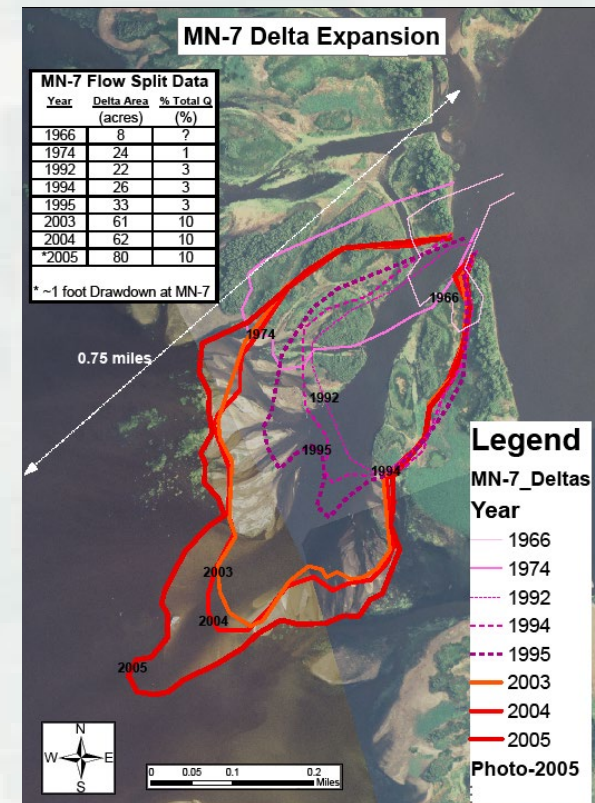 MN-7 Delta Expansion
MN-7 Flow Split Data
Year Delta Area % Total Q
(acres) (%)
1966 8 ?
1974 24 1
1992 22 3
1994 26 3
1995 33 3
2003 61 10
2004 62 10
*2005 80 10
* ~1 foot Drawdown at MN-7
0.75 miles
1966
1974
1992
1995
1994
2003
2004
2005
Legend
MN-7_Deltas
Year
1966
1974
1992
1994
1995
2003
2004
2005
Photo-2005
N
W E
S
0 0.05 0.1 0.2
Miles